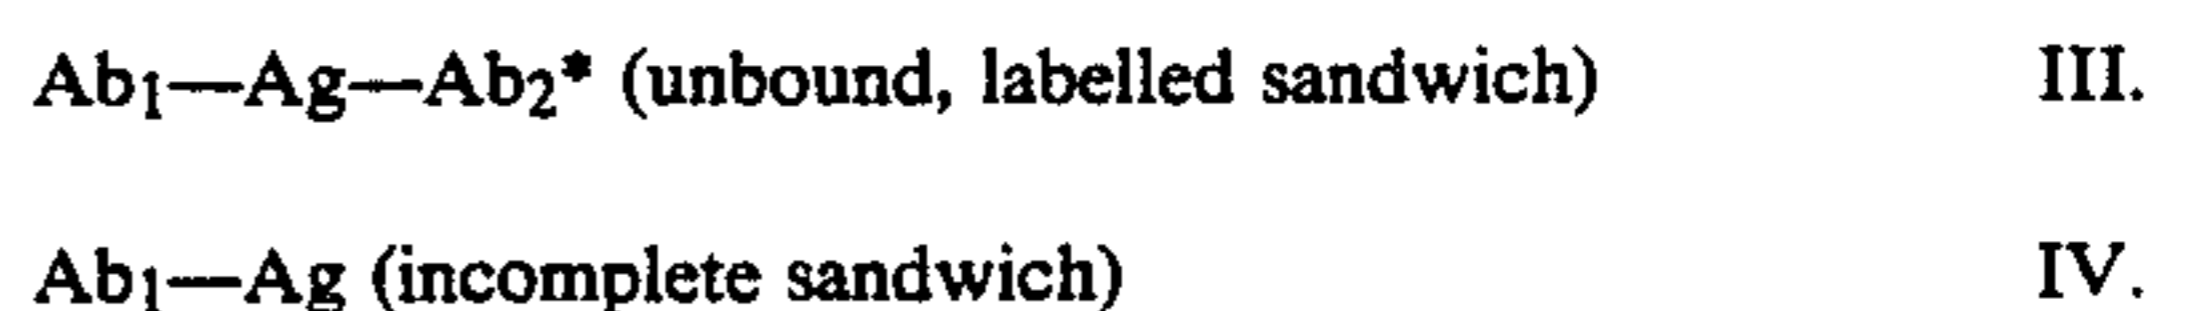 Ab₁—Ag—Ab₂* (unbound, labelled sandwich) III.
Ab₁—Ag (incomplete sandwich) IV.